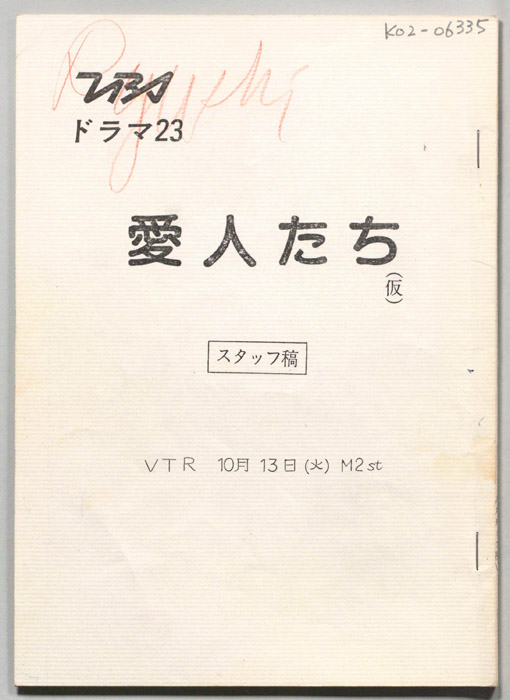 K02-06335
TBS
ドラマ23
愛人たち
(仮)
スタッフ稿
VTR 10月13日(火) M2st